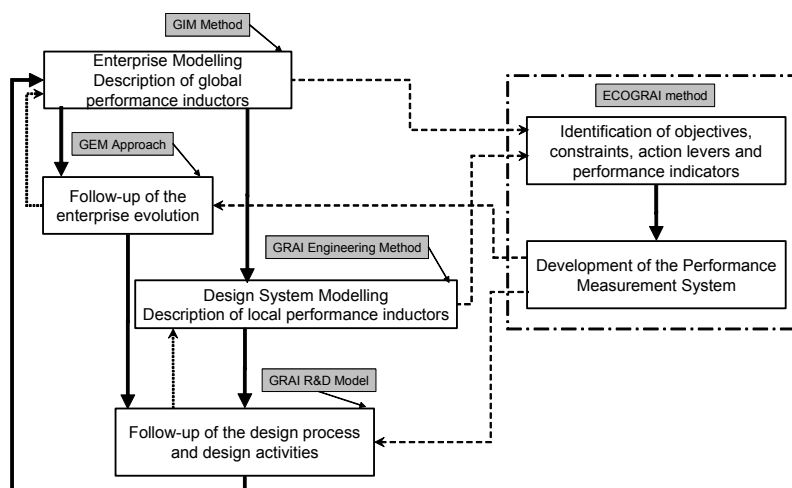 GIM Method
Enterprise Modelling
Description of global
performance inductors
ECOGRAI method
Identification of objectives,
constraints, action levers and
performance indicators
GEM Approach
Follow-up of the
enterprise evolution
GRAI Engineering Method
Development of the Performance
Measurement System
Design System Modelling
Description of local performance inductors
GRAI R&D Model
Follow-up of the design process
and design activities